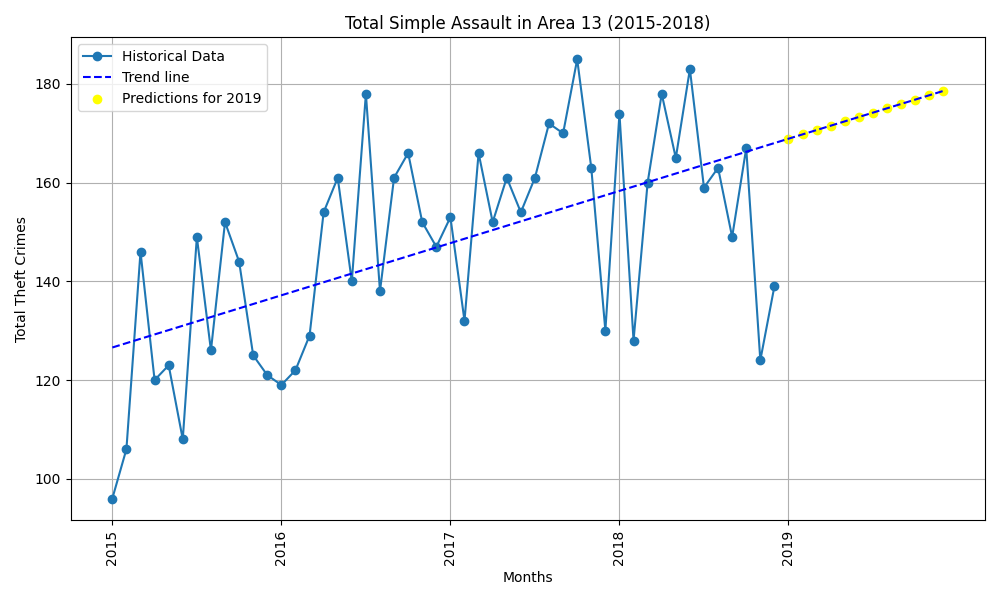 Total Simple Assault in Area 13 (2015-2018)
Historical Data
Trend line
Predictions for 2019
Total Theft Crimes
180
160
140
120
100
2015
2016
2017
2018
2019
Months